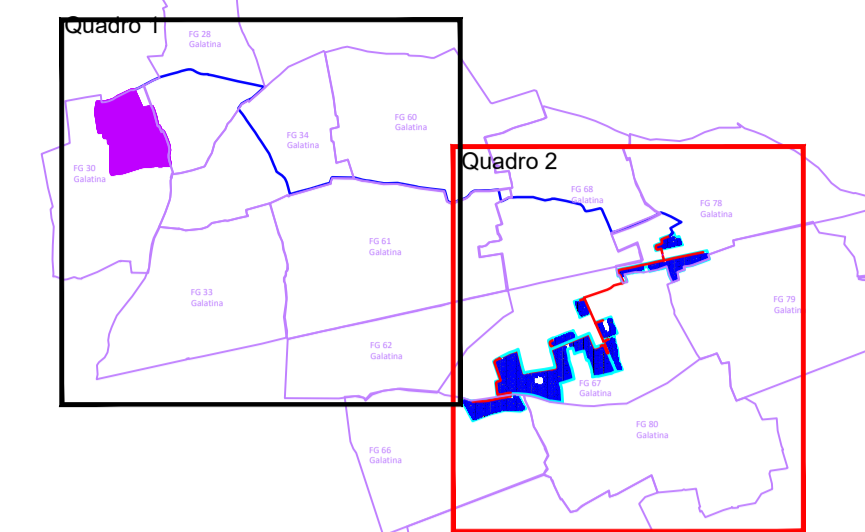 Quadro 1
FG 28
Galatina
FG 60
Galatina
FG 34
Galatina
FG 30
Galatina
Quadro 2
FG 68
Galatina
FG 78
Galatina
FG 61
Galatina
FG 33
Galatina
FG 79
Galatina
FG 62
Galatina
FG 67
Galatina
FG 80
Galatina
FG 66
Galatina